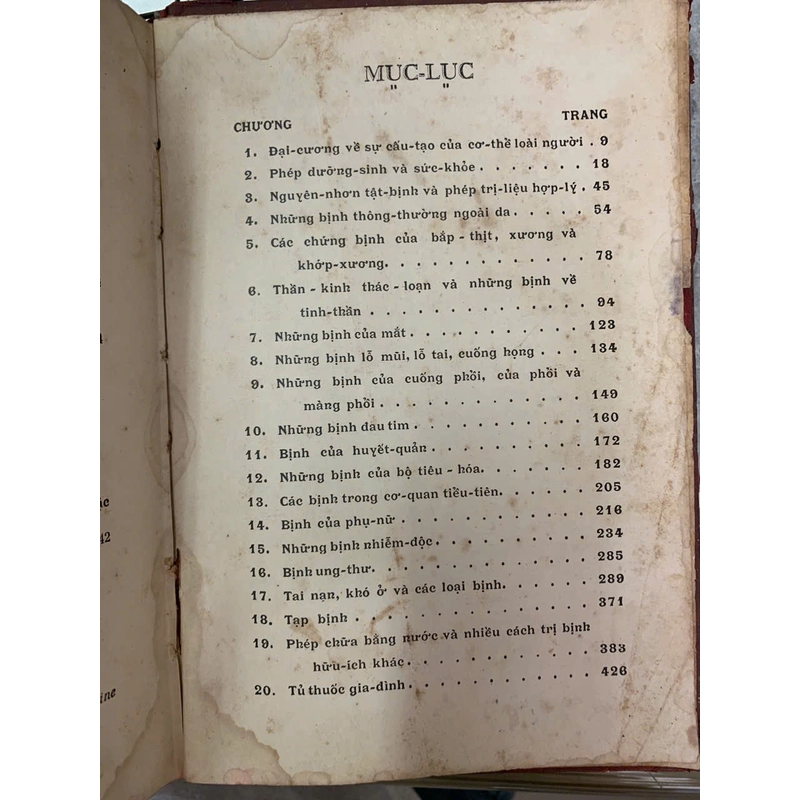 MỤC-LỤC
CHƯƠNG TRANG
1. Đại-cương về sự cấu-tạo của cơ-thể loài người . 9
2. Phép dưỡng-sinh và sức-khỏe . . . . . . . 18
3. Nguyên-nhơn tật-bịnh và phép trị-liệu hợp-lý . 45
4. Những bịnh thông-thường ngoài da . . . . . 54
5. Các chứng bịnh của bắp-thịt, xương và
khớp-xương. . . . . . . . . . . . . 78
6. Thần-kinh thác-loạn và những bịnh về
tinh-thần . . . . . . . . . . . . . 94
7. Những bịnh của mắt . . . . . . . . . . . 123
8. Những bịnh lỗ mũi, lỗ tai, cuống họng . . . 134
9. Những bịnh của cuống phổi, của phổi và
màng phổi . . . . . . . . . . . . . 149
10. Những bịnh đau tim . . . . . . . . . . . 160
11. Bịnh của huyết-quản . . . . . . . . . . 172
12. Những bịnh của bộ tiêu-hóa. . . . . . . . 182
13. Các bịnh trong cơ-quan tiểu-tiện. . . . . . 205
14. Bịnh của phụ-nữ . . . . . . . . . . . . 216
15. Những bịnh nhiễm-độc . . . . . . . . . . 234
16. Bịnh ung-thư. . . . . . . . . . . . . . 285
17. Tai nạn, khó ở và các loại bịnh. . . . . . 289
18. Tạp bịnh . . . . . . . . . . . . . . . 371
19. Phép chữa bằng nước và nhiều cách trị bịnh
hữu-ích khác. . . . . . . . . . . . 383
20. Tủ thuốc gia-đình . . . . . . . . . . . 426
42